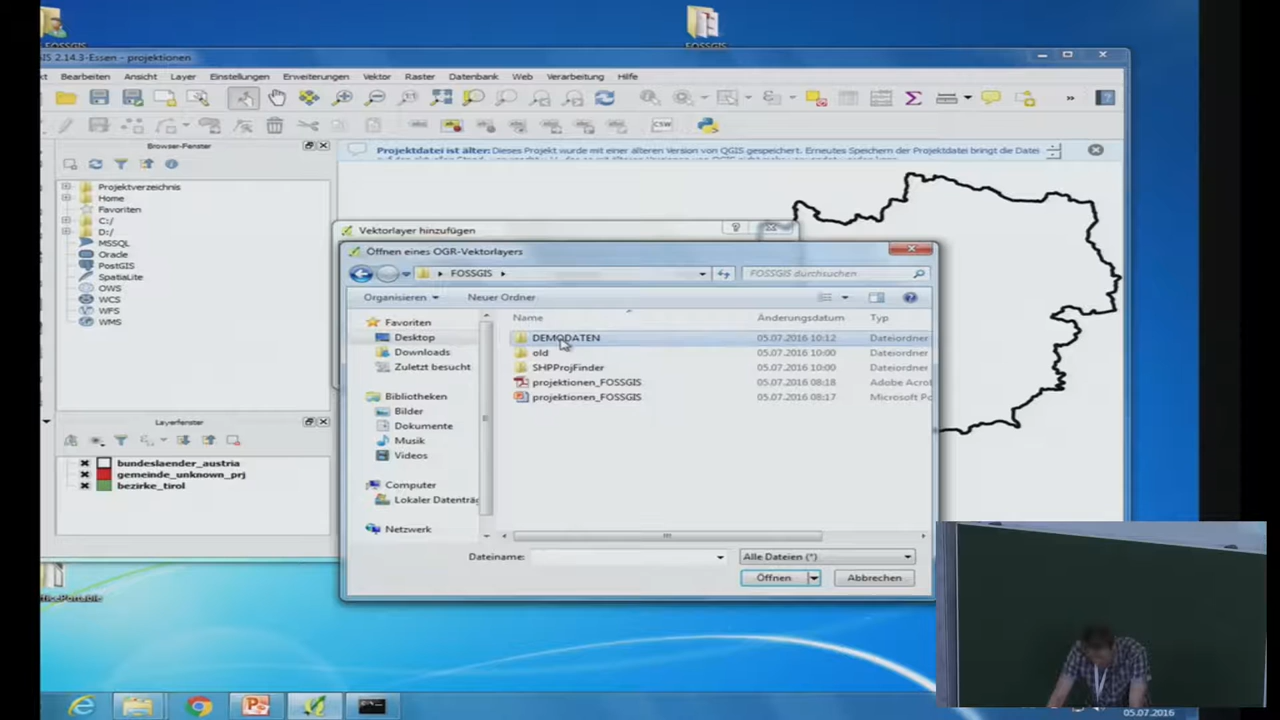 FOSSGIS
FOSSGIS
GIS 2.14.3-Essen - projektionen
Bearbeiten Ansicht Layer Einstellungen Erweiterungen Vektor Raster Datenbank Web Verarbeitung Hilfe
CSW
Browser-Fenster
Projektdatei ist älter: Dieses Projekt wurde mit einer älteren Version von QGIS gespeichert. Erneutes Speichern der Projektdatei bringt die Datei
Projektverzeichnis
Home
Favoriten
C:/
D:/
MSSQL
Oracle
PostGIS
SpatiaLite
OWS
WCS
WFS
WMS
Vektorlayer hinzufügen
Öffnen eines OGR-Vektorlayers
FOSSGIS
FOSSGIS durchsuchen
Organisieren Neuer Ordner
Favoriten
Desktop
Downloads
Zuletzt besucht
Bibliotheken
Bilder
Dokumente
Musik
Videos
Computer
Lokaler Datenträg
Netzwerk
Name Änderungsdatum Typ
DEMODATEN 05.07.2016 10:12 Dateiordner
old 05.07.2016 10:00 Dateiordner
SHPProjFinder 05.07.2016 10:00 Dateiordner
projektionen_FOSSGIS 05.07.2016 08:18 Adobe Acro
projektionen_FOSSGIS 05.07.2016 08:17 Microsoft Po
Dateiname: Alle Dateien (*)
Öffnen Abbrechen
Layerfenster
bundeslaender_austria
gemeinde_unknown_prj
bezirke_tirol
05.07.2016